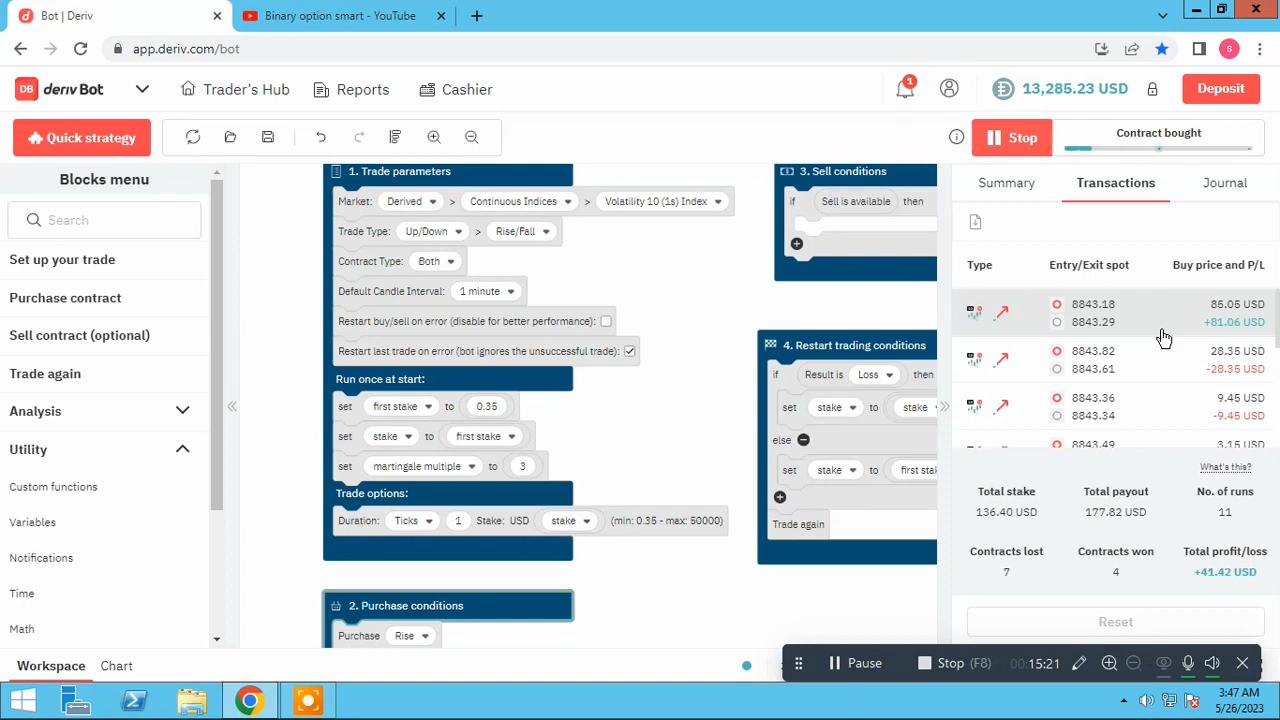 Bot | Deriv
Binary option smart - YouTube
app.deriv.com/bot
S
DB deriv Bot
Trader's Hub
Reports
Cashier
1
13,285.23 USD
Deposit
Quick strategy
Stop
Contract bought
Blocks menu
Search
Set up your trade
Purchase contract
Sell contract (optional)
Trade again
Analysis
Utility
Custom functions
Variables
Notifications
Time
Math
1. Trade parameters
Market: Derived > Continuous Indices > Volatility 10 (1s) Index
Trade Type: Up/Down > Rise/Fall
Contract Type: Both
Default Candle Interval: 1 minute
Restart buy/sell on error (disable for better performance):
Restart last trade on error (bot ignores the unsuccessful trade):
Run once at start:
set first stake to 0.35
set stake to first stake
set martingale multiple to 3
Trade options:
Duration: Ticks 1 Stake: USD stake (min: 0.35 - max: 50000)
2. Purchase conditions
Purchase Rise
3. Sell conditions
if Sell is available then
4. Restart trading conditions
if Result is Loss then
set stake to stake
else
set stake to first stak
Trade again
Summary
Transactions
Journal
Type Entry/Exit spot Buy price and P/L
8843.18 85.05 USD
8843.29 +81.06 USD
8843.82 28.35 USD
8843.61 -28.35 USD
8843.36 9.45 USD
8843.34 -9.45 USD
8843.49 3.15 USD
What's this?
Total stake Total payout No. of runs
136.40 USD 177.82 USD 11
Contracts lost Contracts won Total profit/loss
7 4 +41.42 USD
Reset
Workspace
Chart
Pause
Stop (F8)
00:15:21
3:47 AM
5/26/2023